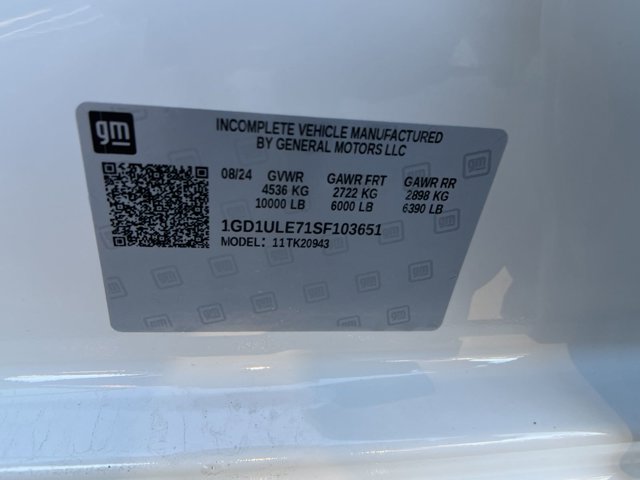 gm
INCOMPLETE VEHICLE MANUFACTURED
BY GENERAL MOTORS LLC
08/24 GVWR GAWR FRT GAWR RR
4536 KG 2722 KG 2898 KG
10000 LB 6000 LB 6390 LB
1GD1ULE71SF103651
MODEL: 11TK20943